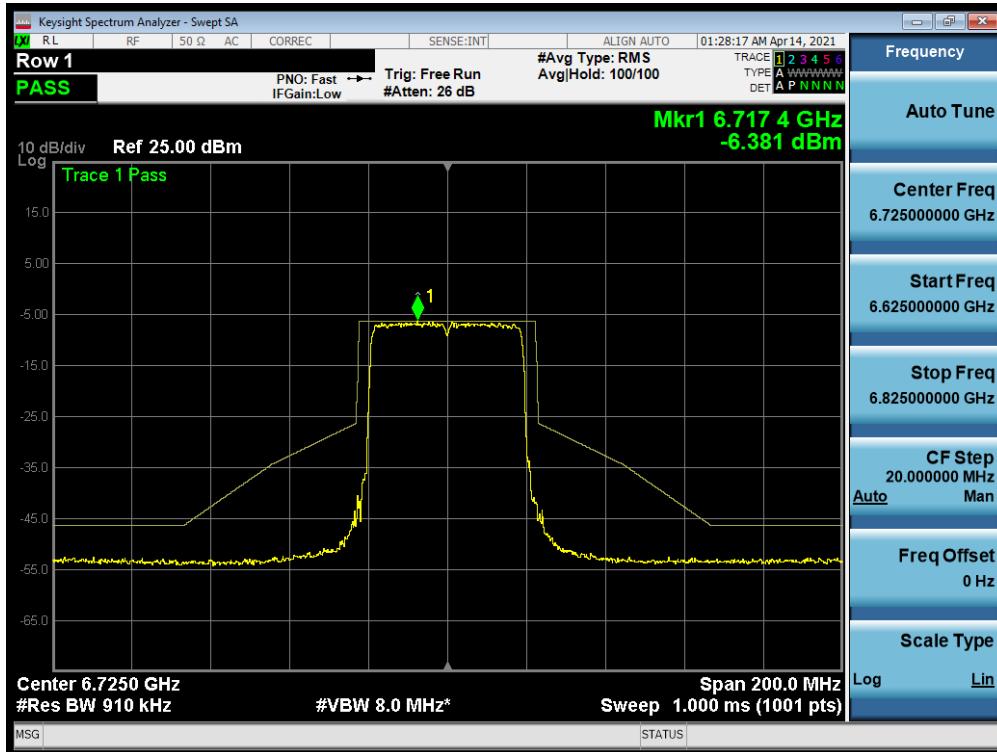 Keysight Spectrum Analyzer - Swept SA
LXI RL RF 50 Ω AC CORREC SENSE:INT ALIGN AUTO 01:28:17 AM Apr 14, 2021
Row 1
PASS
PNO: Fast
IFGain:Low
Trig: Free Run
#Atten: 26 dB
#Avg Type: RMS
Avg|Hold: 100/100
TRACE 1 2 3 4 5 6
TYPE A WWWWW
DET A P N N N N
Mkr1 6.717 4 GHz
-6.381 dBm
10 dB/div Ref 25.00 dBm
Log
Trace 1 Pass
1
15.0
5.00
-5.00
-15.0
-25.0
-35.0
-45.0
-55.0
-65.0
Center 6.7250 GHz Span 200.0 MHz
#Res BW 910 kHz #VBW 8.0 MHz* Sweep 1.000 ms (1001 pts)
MSG STATUS
Frequency
Auto Tune
Center Freq
6.725000000 GHz
Start Freq
6.625000000 GHz
Stop Freq
6.825000000 GHz
CF Step
20.000000 MHz
Auto Man
Freq Offset
0 Hz
Scale Type
Log Lin